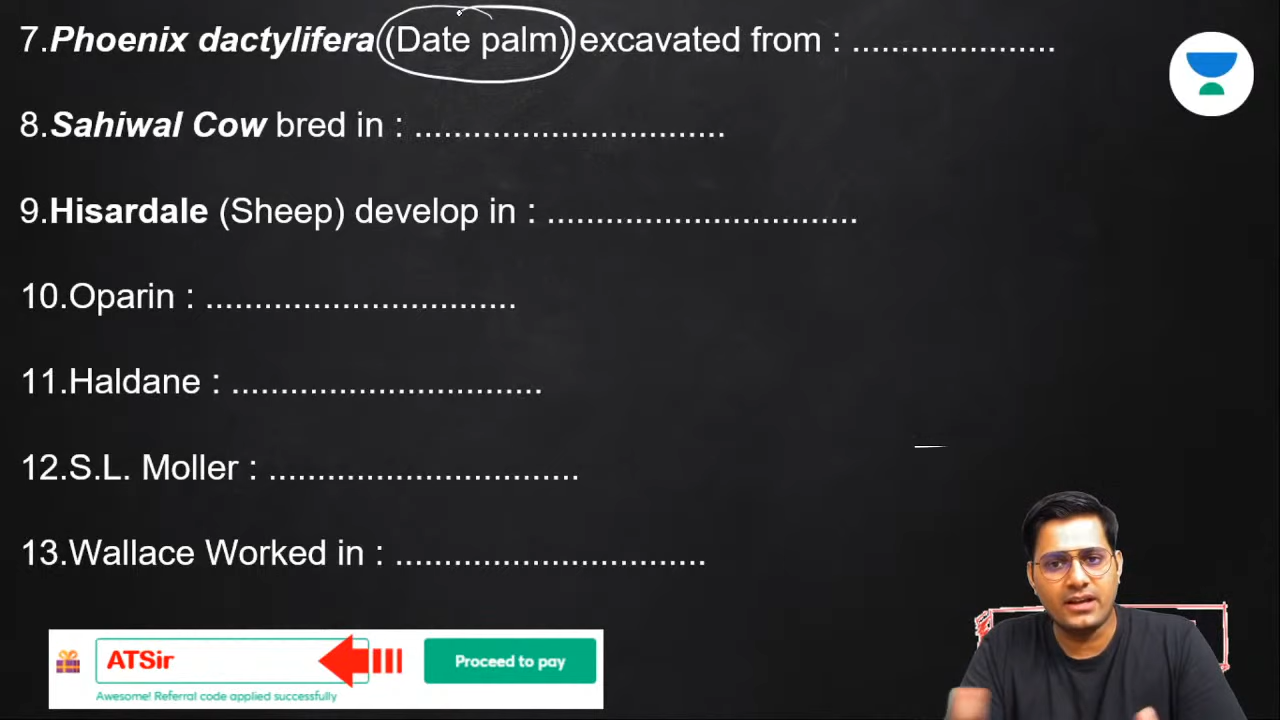 7.Phoenix dactylifera (Date palm) excavated from : .....................
8.Sahiwal Cow bred in : ................................
9.Hisardale (Sheep) develop in : ................................
10.Oparin : ................................
11.Haldane : ................................
12.S.L. Moller : ................................
13.Wallace Worked in : ................................
ATSir
Proceed to pay
Awesome! Referral code applied successfully